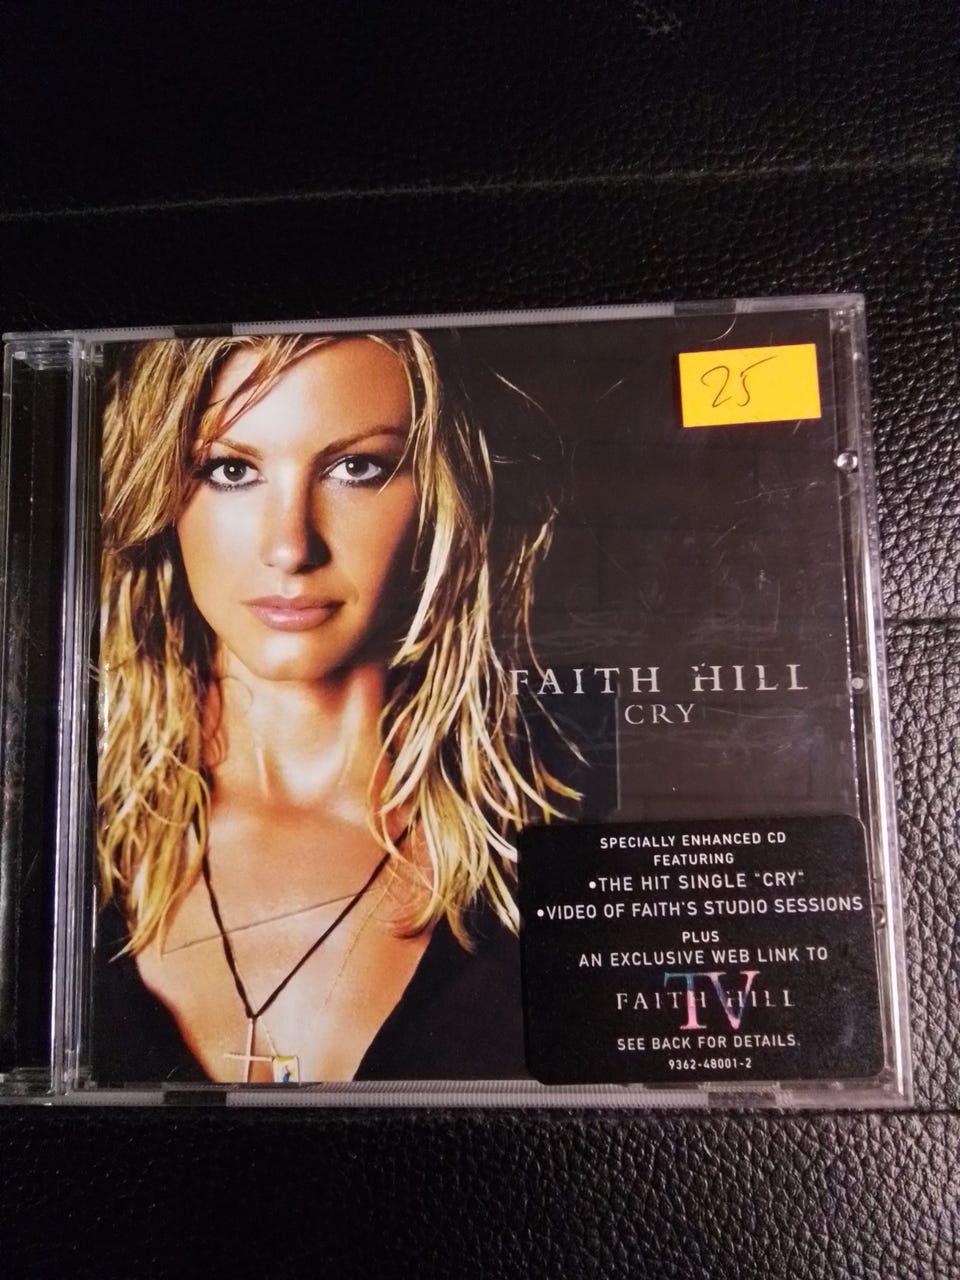 25
FAITH HILL
CRY
SPECIALLY ENHANCED CD
FEATURING
•THE HIT SINGLE "CRY"
•VIDEO OF FAITH'S STUDIO SESSIONS
PLUS
AN EXCLUSIVE WEB LINK TO
FAITH HILL
TV
SEE BACK FOR DETAILS.
9362-48001-2